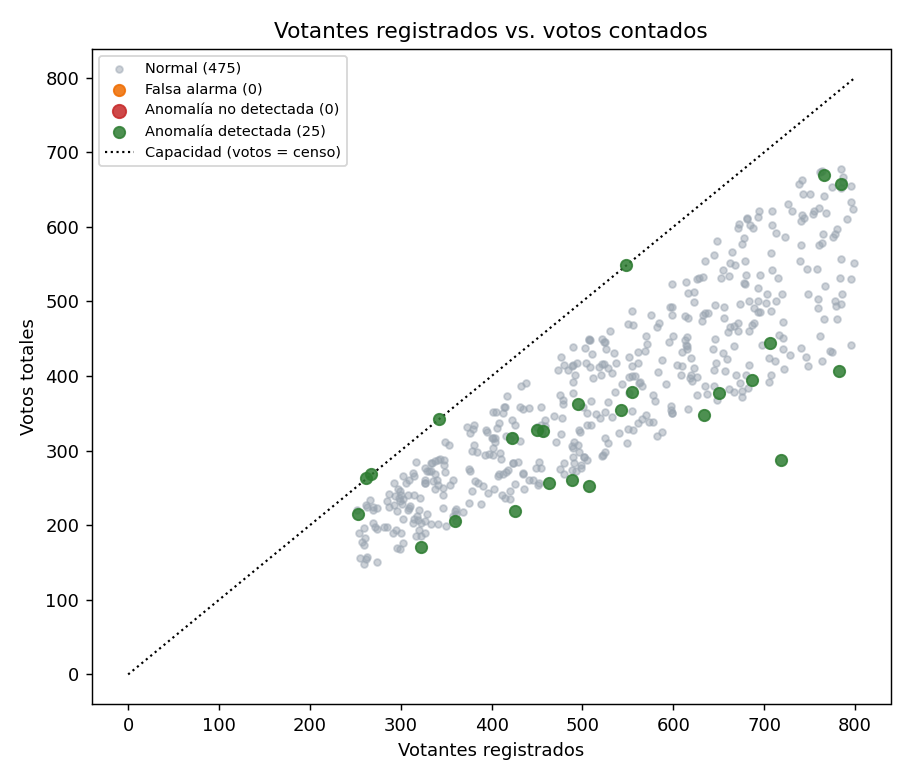 Votantes registrados vs. votos contados
Normal (475)
Falsa alarma (0)
Anomalía no detectada (0)
Anomalía detectada (25)
Capacidad (votos = censo)
800
700
600
500
400
300
200
100
0
Votos totales
0 100 200 300 400 500 600 700 800
Votantes registrados